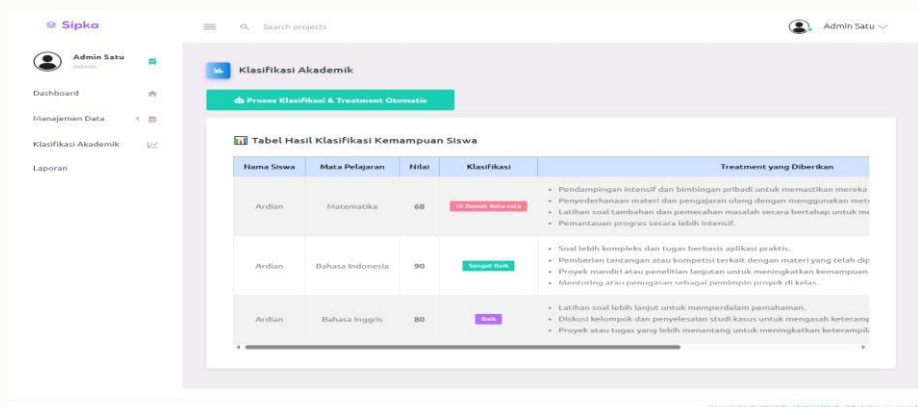 Sipka
Search projects
Admin Satu
Admin Satu
Admin
Dashboard
Manajemen Data
Klasifikasi Akademik
Laporan
Klasifikasi Akademik
Proses Klasifikasi & Treatment Otomatis
Tabel Hasil Klasifikasi Kemampuan Siswa
Nama Siswa Mata Pelajaran Nilai Klasifikasi Treatment yang Diberikan
Ardian Matematika 68 Di Bawah Rata-rata
• Pendampingan intensif dan bimbingan pribadi untuk memastikan mereka
• Penyederhanaan materi dan pengajaran ulang dengan menggunakan met
• Latihan soal tambahan dan pemecahan masalah secara bertahap untuk me
• Pemantauan progres secara lebih intensif.
Ardian Bahasa Indonesia 90 Sangat Baik
• Soal lebih kompleks dan tugas berbasis aplikasi praktis.
• Pemberian tantangan atau kompetisi terkait dengan materi yang telah dip
• Proyek mandiri atau penelitian lanjutan untuk meningkatkan kemampuan
• Mentoring atau penugasan sebagai pemimpin proyek di kelas.
Ardian Bahasa Inggris 80 Baik
• Latihan soal lebih lanjut untuk memperdalam pemahaman.
• Diskusi kelompok dan penyelesaian studi kasus untuk mengasah keteramp
• Proyek atau tugas yang lebih menantang untuk meningkatkan keterampila